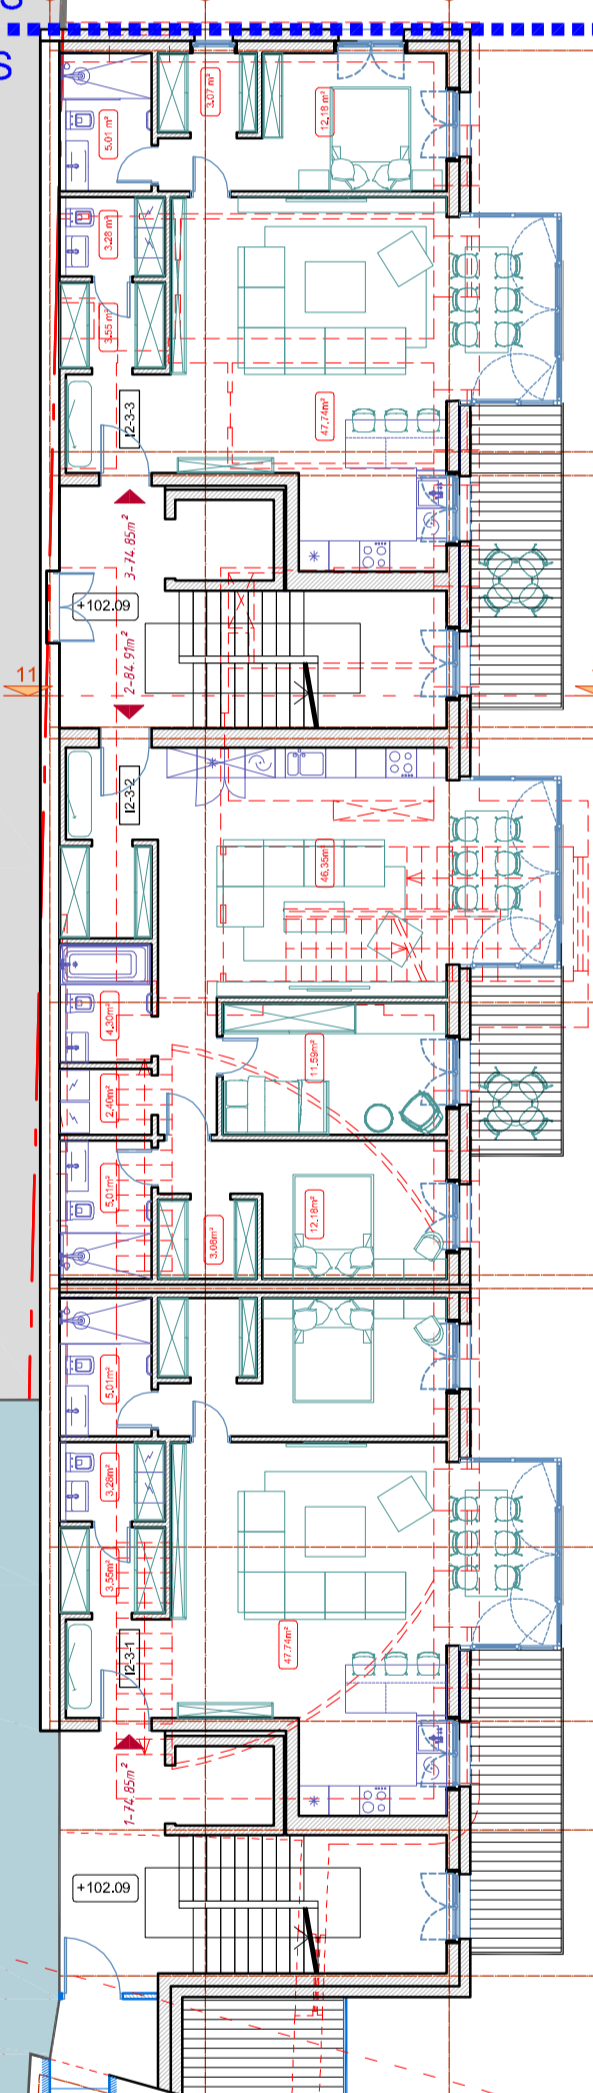 S
S
5.01 m²
3.07 m²
12,18 m²
3.28 m²
3.55 m²
47.74m²
I2-3-3
3-74.85m²
+102.09
2-84.91m²
11
I2-3-2
46,35m²
4.30m²
11.59m²
2.40m²
5.01m²
3.08m²
12.18m²
5.01m²
3.28m²
3.55m²
47.74m²
I2-3-1
1-74.85m²
+102.09